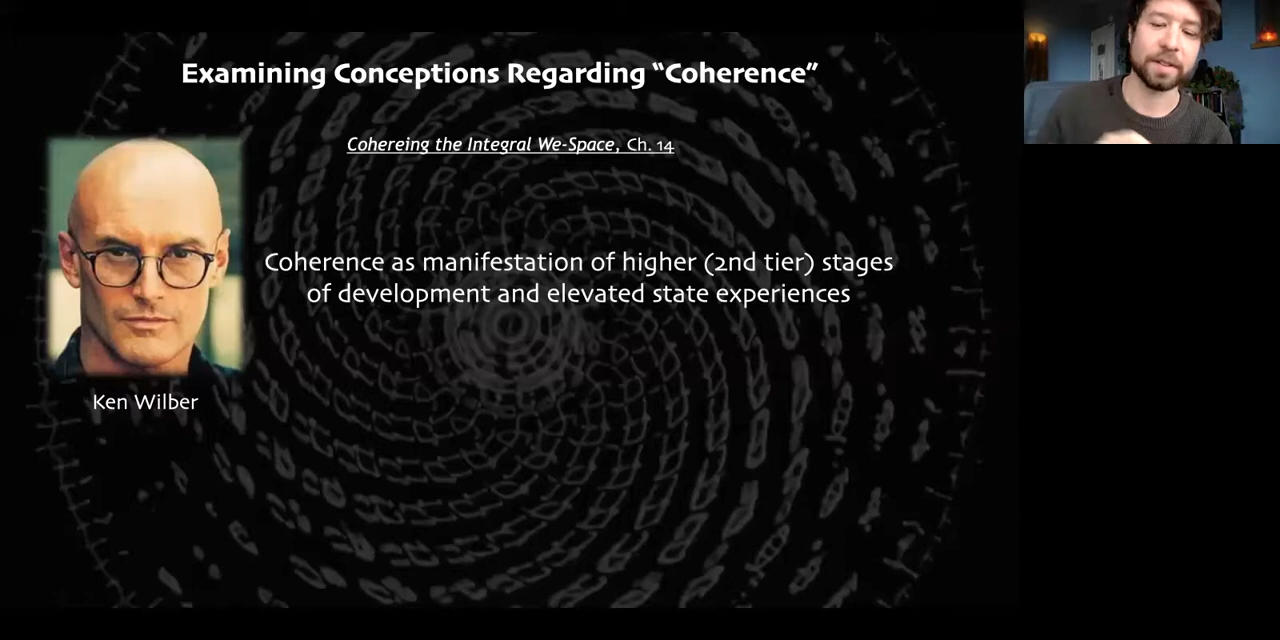 Examining Conceptions Regarding “Coherence”
Cohereing the Integral We-Space, Ch. 14
Coherence as manifestation of higher (2nd tier) stages
of development and elevated state experiences
Ken Wilber